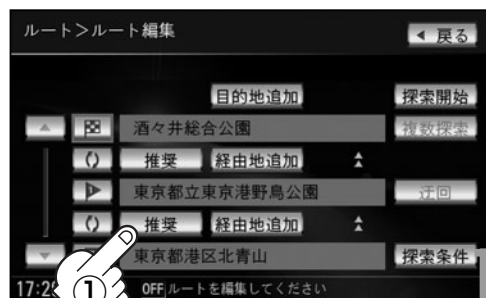 ルート>ルート編集
◀ 戻る
目的地追加 探索開始
酒々井総合公園 複数探索
推奨 経由地追加
東京都立東京港野鳥公園 迂回
推奨 経由地追加
東京都港区北青山 探索条件
17:2
① OFF ルートを編集してください